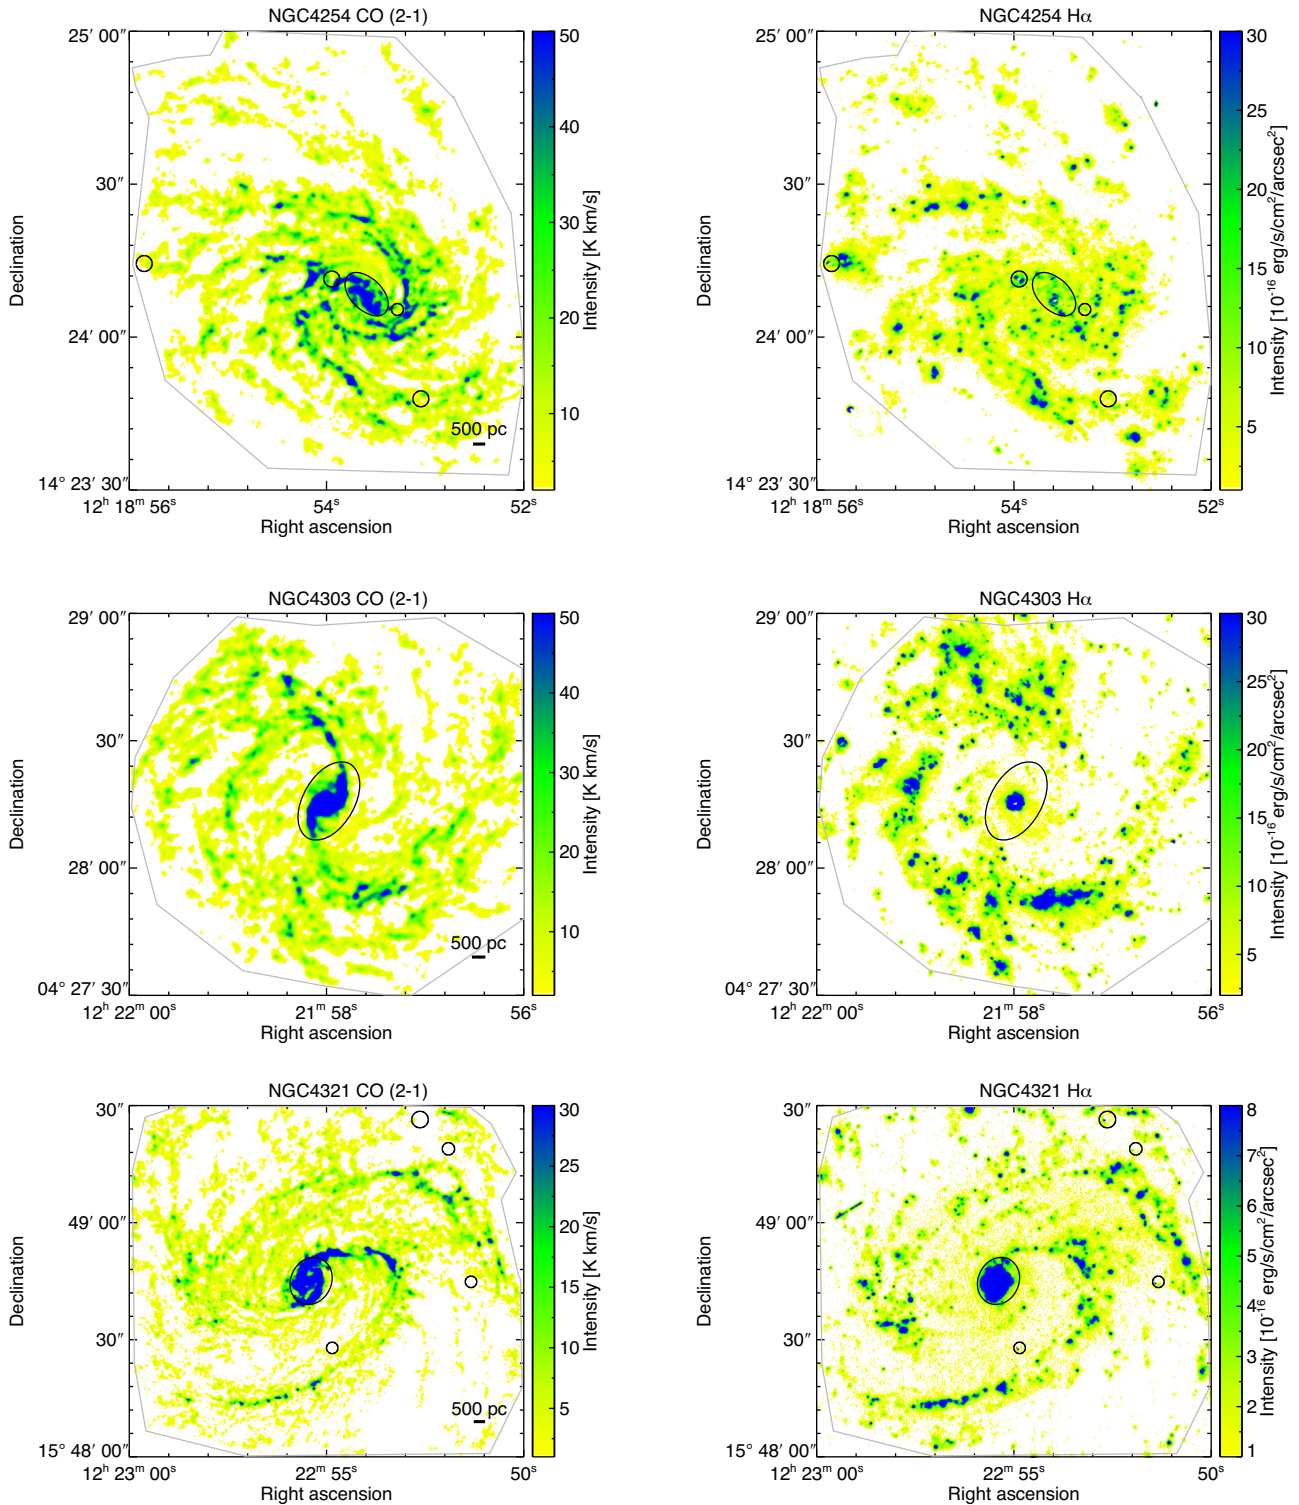 NGC4254 CO (2-1)
25′ 00″
30″
24′ 00″
14° 23′ 30″
12ʰ 18ᵐ 56ˢ
54ˢ
52ˢ
Right ascension
Declination
500 pc
50
40
30
20
10
Intensity [K km/s]
NGC4254 Hα
25′ 00″
30″
24′ 00″
14° 23′ 30″
12ʰ 18ᵐ 56ˢ
54ˢ
52ˢ
Right ascension
Declination
30
25
20
15
10
5
Intensity [10⁻¹⁶ erg/s/cm²/arcsec²]
NGC4303 CO (2-1)
29′ 00″
30″
28′ 00″
04° 27′ 30″
12ʰ 22ᵐ 00ˢ
21ᵐ 58ˢ
56ˢ
Right ascension
Declination
500 pc
50
40
30
20
10
Intensity [K km/s]
NGC4303 Hα
29′ 00″
30″
28′ 00″
04° 27′ 30″
12ʰ 22ᵐ 00ˢ
21ᵐ 58ˢ
56ˢ
Right ascension
Declination
30
25
20
15
10
5
Intensity [10⁻¹⁶ erg/s/cm²/arcsec²]
NGC4321 CO (2-1)
30″
49′ 00″
30″
15° 48′ 00″
12ʰ 23ᵐ 00ˢ
22ᵐ 55ˢ
50ˢ
Right ascension
Declination
500 pc
30
25
20
15
10
5
Intensity [K km/s]
NGC4321 Hα
30″
49′ 00″
30″
15° 48′ 00″
12ʰ 23ᵐ 00ˢ
22ᵐ 55ˢ
50ˢ
Right ascension
Declination
8
7
6
5
4
3
2
1
Intensity [10⁻¹⁶ erg/s/cm²/arcsec²]